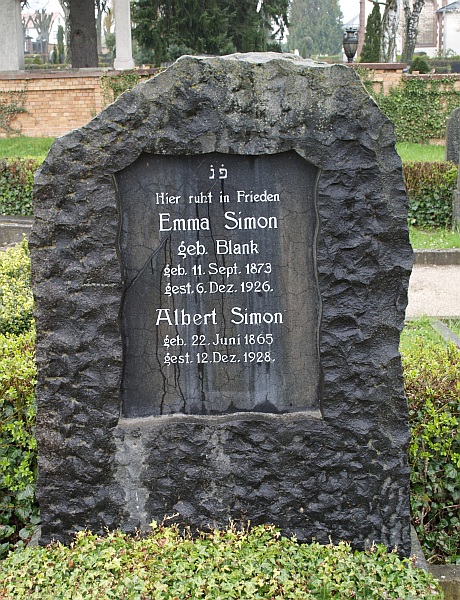 פנ
Hier ruht in Frieden
Emma Simon
geb. Blank
geb. 11. Sept. 1873
gest. 6. Dez. 1926.
Albert Simon
geb. 22. Juni 1865
gest. 12. Dez. 1928.